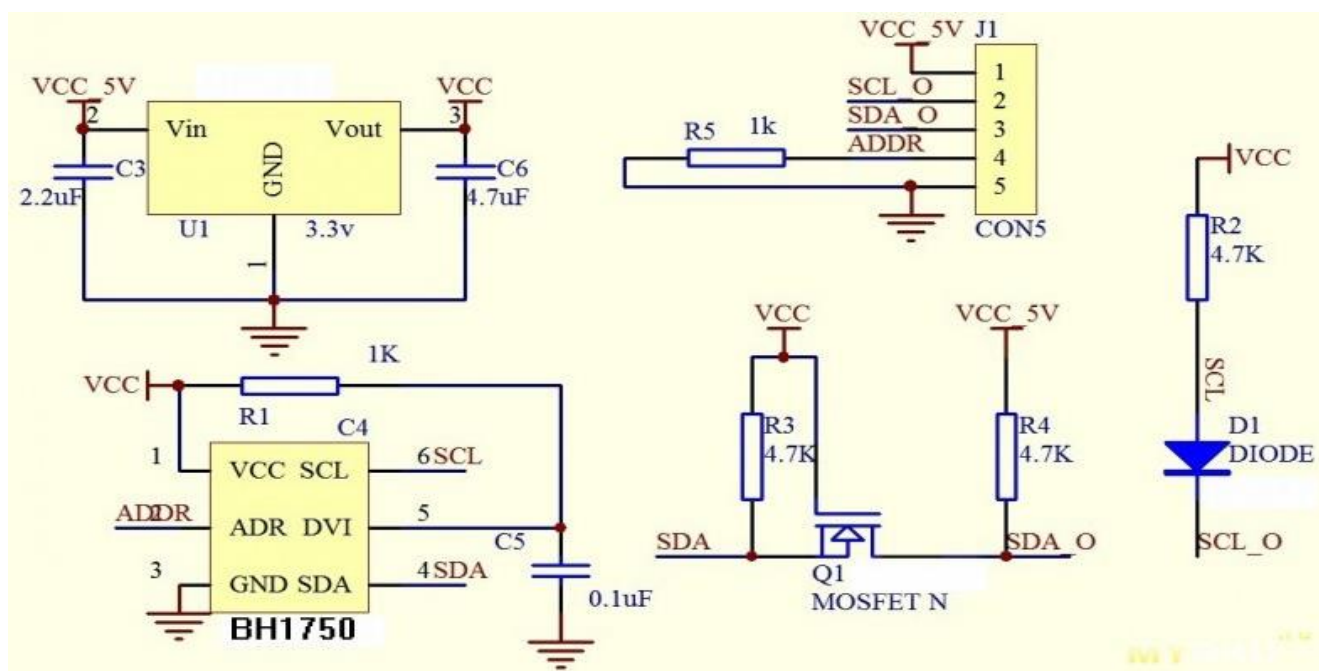 VCC_5V
2
Vin
Vout
3
VCC
C3
2.2uF
GND
C6
4.7uF
U1
3.3v
1
VCC_5V
J1
SCL_O
SDA_O
ADDR
R5
1k
1
2
3
4
5
CON5
VCC
R2
4.7K
SCL
D1
DIODE
SCL_O
VCC
1K
R1
C4
1
VCC SCL
6 SCL
ADDR
2
ADR DVI
5
3
GND SDA
4 SDA
BH1750
C5
0.1uF
VCC
VCC_5V
R3
4.7K
R4
4.7K
SDA
SDA_O
Q1
MOSFET N